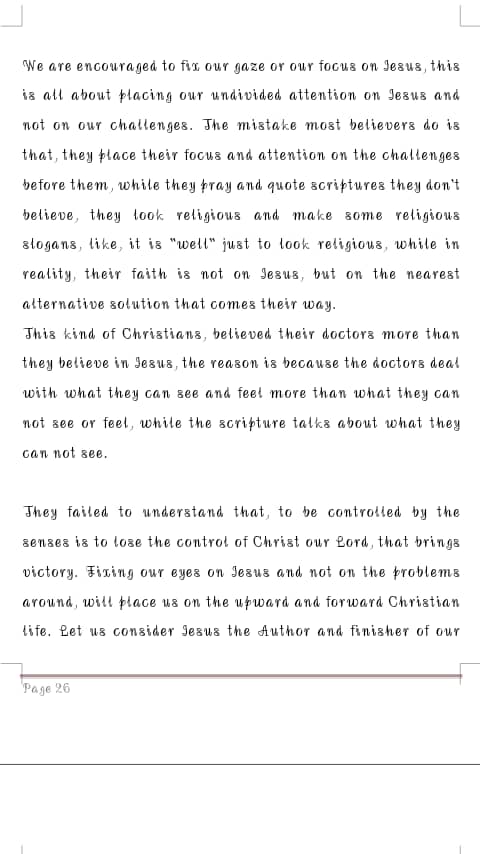 We are encouraged to fix our gaze or our focus on Jesus, this
is all about placing our undivided attention on Jesus and
not on our challenges. The mistake most believers do is
that, they place their focus and attention on the challenges
before them, while they pray and quote scriptures they don't
believe, they look religious and make some religious
slogans, like, it is "well" just to look religious, while in
reality, their faith is not on Jesus, but on the nearest
alternative solution that comes their way.
This kind of Christians, believed their doctors more than
they believe in Jesus, the reason is because the doctors deal
with what they can see and feel more than what they can
not see or feel, while the scripture talks about what they
can not see.
They failed to understand that, to be controlled by the
senses is to lose the control of Christ our Lord, that brings
victory. Fixing our eyes on Jesus and not on the problems
around, will place us on the upward and forward Christian
life. Let us consider Jesus the Author and finisher of our
Page 26